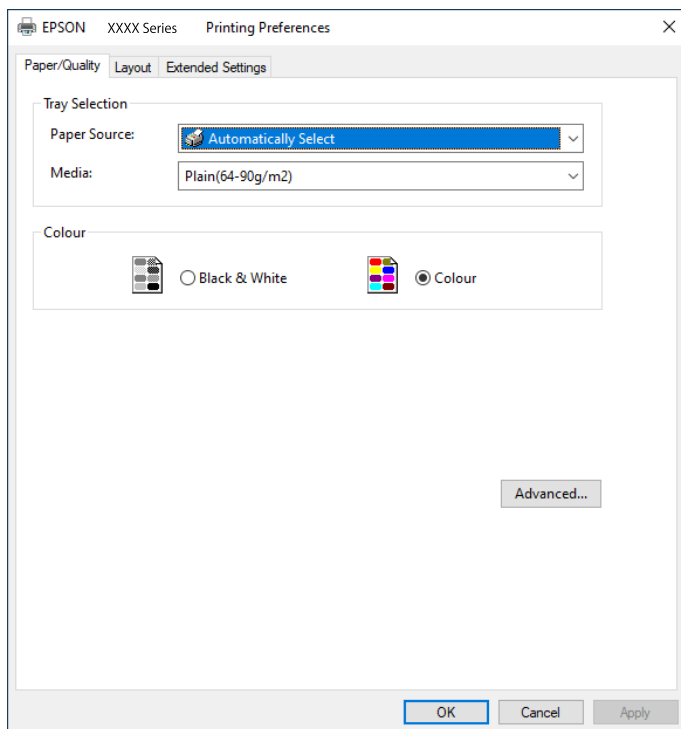 EPSON XXXX Series Printing Preferences
Paper/Quality Layout Extended Settings
Tray Selection
Paper Source: Automatically Select
Media: Plain(64-90g/m2)
Colour
Black & White Colour
Advanced...
OK Cancel Apply